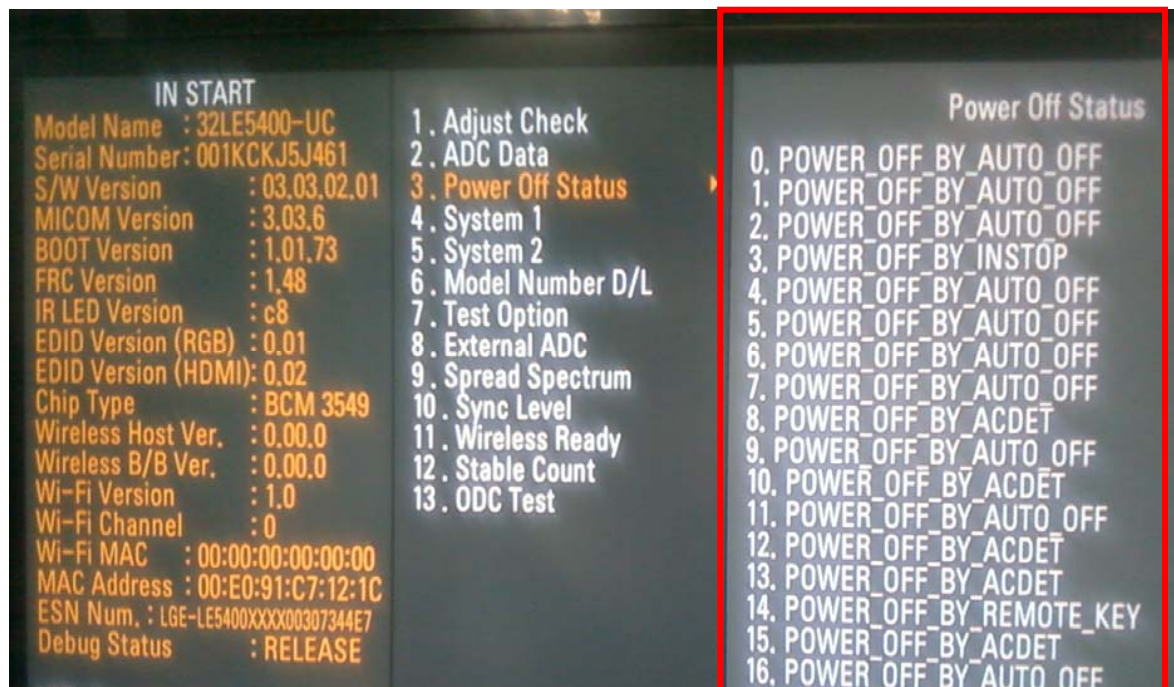 IN START
Model Name : 32LE5400-UC
Serial Number : 001KCKJ5J461
S/W Version : 03.03.02.01
MICOM Version : 3.03.6
BOOT Version : 1.01.73
FRC Version : 1.48
IR LED Version : c8
EDID Version (RGB) : 0.01
EDID Version (HDMI): 0.02
Chip Type : BCM 3549
Wireless Host Ver. : 0.00.0
Wireless B/B Ver. : 0.00.0
Wi-Fi Version : 1.0
Wi-Fi Channel : 0
Wi-Fi MAC : 00:00:00:00:00:00
MAC Address : 00:E0:91:C7:12:1C
ESN Num. : LGE-LE5400XXXX00307344E7
Debug Status : RELEASE
1 . Adjust Check
2 . ADC Data
3 . Power Off Status
4 . System 1
5 . System 2
6 . Model Number D/L
7 . Test Option
8 . External ADC
9 . Spread Spectrum
10 . Sync Level
11 . Wireless Ready
12 . Stable Count
13 . ODC Test
Power Off Status
0. POWER_OFF_BY_AUTO_OFF
1. POWER_OFF_BY_AUTO_OFF
2. POWER_OFF_BY_AUTO_OFF
3. POWER_OFF_BY_INSTOP
4. POWER_OFF_BY_AUTO_OFF
5. POWER_OFF_BY_AUTO_OFF
6. POWER_OFF_BY_AUTO_OFF
7. POWER_OFF_BY_AUTO_OFF
8. POWER_OFF_BY_ACDET
9. POWER_OFF_BY_AUTO_OFF
10. POWER_OFF_BY_ACDET
11. POWER_OFF_BY_AUTO_OFF
12. POWER_OFF_BY_ACDET
13. POWER_OFF_BY_ACDET
14. POWER_OFF_BY_REMOTE_KEY
15. POWER_OFF_BY_ACDET
16. POWER_OFF_BY_AUTO_OFF